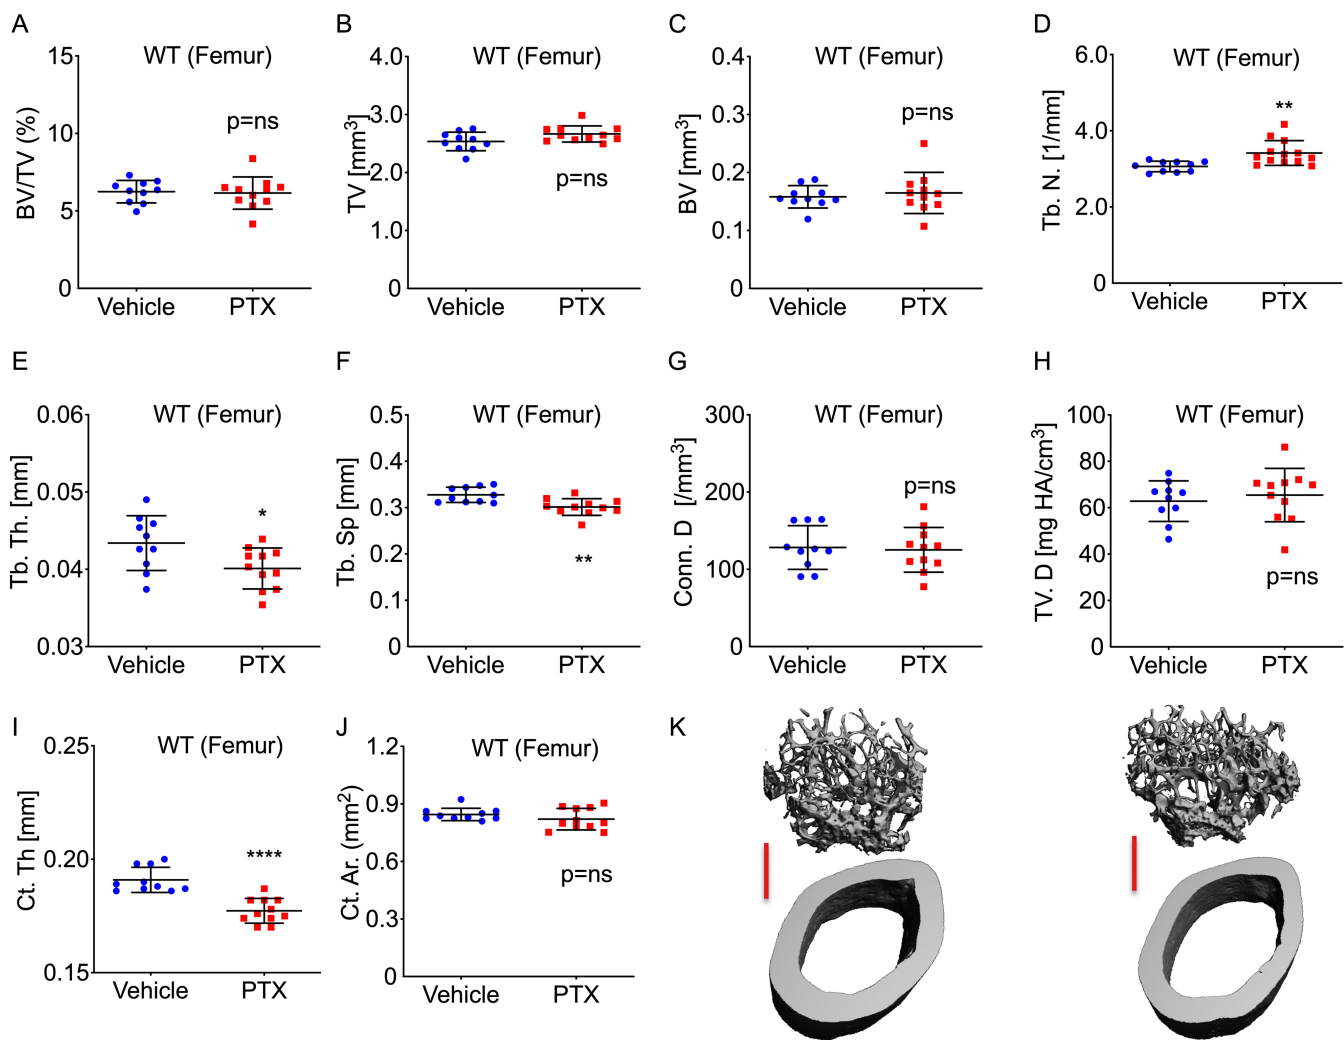 A
WT (Femur)
BV/TV (%)
15
10
5
0
p=ns
Vehicle
PTX
B
WT (Femur)
TV [mm³]
4.0
3.0
2.0
1.0
0
p=ns
Vehicle
PTX
C
WT (Femur)
BV [mm³]
0.4
0.3
0.2
0.1
0
p=ns
Vehicle
PTX
D
WT (Femur)
Tb. N. [1/mm]
6.0
4.0
2.0
0
**
Vehicle
PTX
E
WT (Femur)
Tb. Th. [mm]
0.06
0.05
0.04
0.03
*
Vehicle
PTX
F
WT (Femur)
Tb. Sp [mm]
0.5
0.4
0.3
0.2
0.1
0
**
Vehicle
PTX
G
WT (Femur)
Conn. D [/mm³]
300
200
100
0
p=ns
Vehicle
PTX
H
WT (Femur)
TV. D [mg HA/cm³]
100
80
60
40
20
0
p=ns
Vehicle
PTX
I
WT (Femur)
Ct. Th [mm]
0.25
0.20
0.15
****
Vehicle
PTX
J
WT (Femur)
Ct. Ar. (mm²)
1.2
0.9
0.6
0.3
0
p=ns
Vehicle
PTX
K